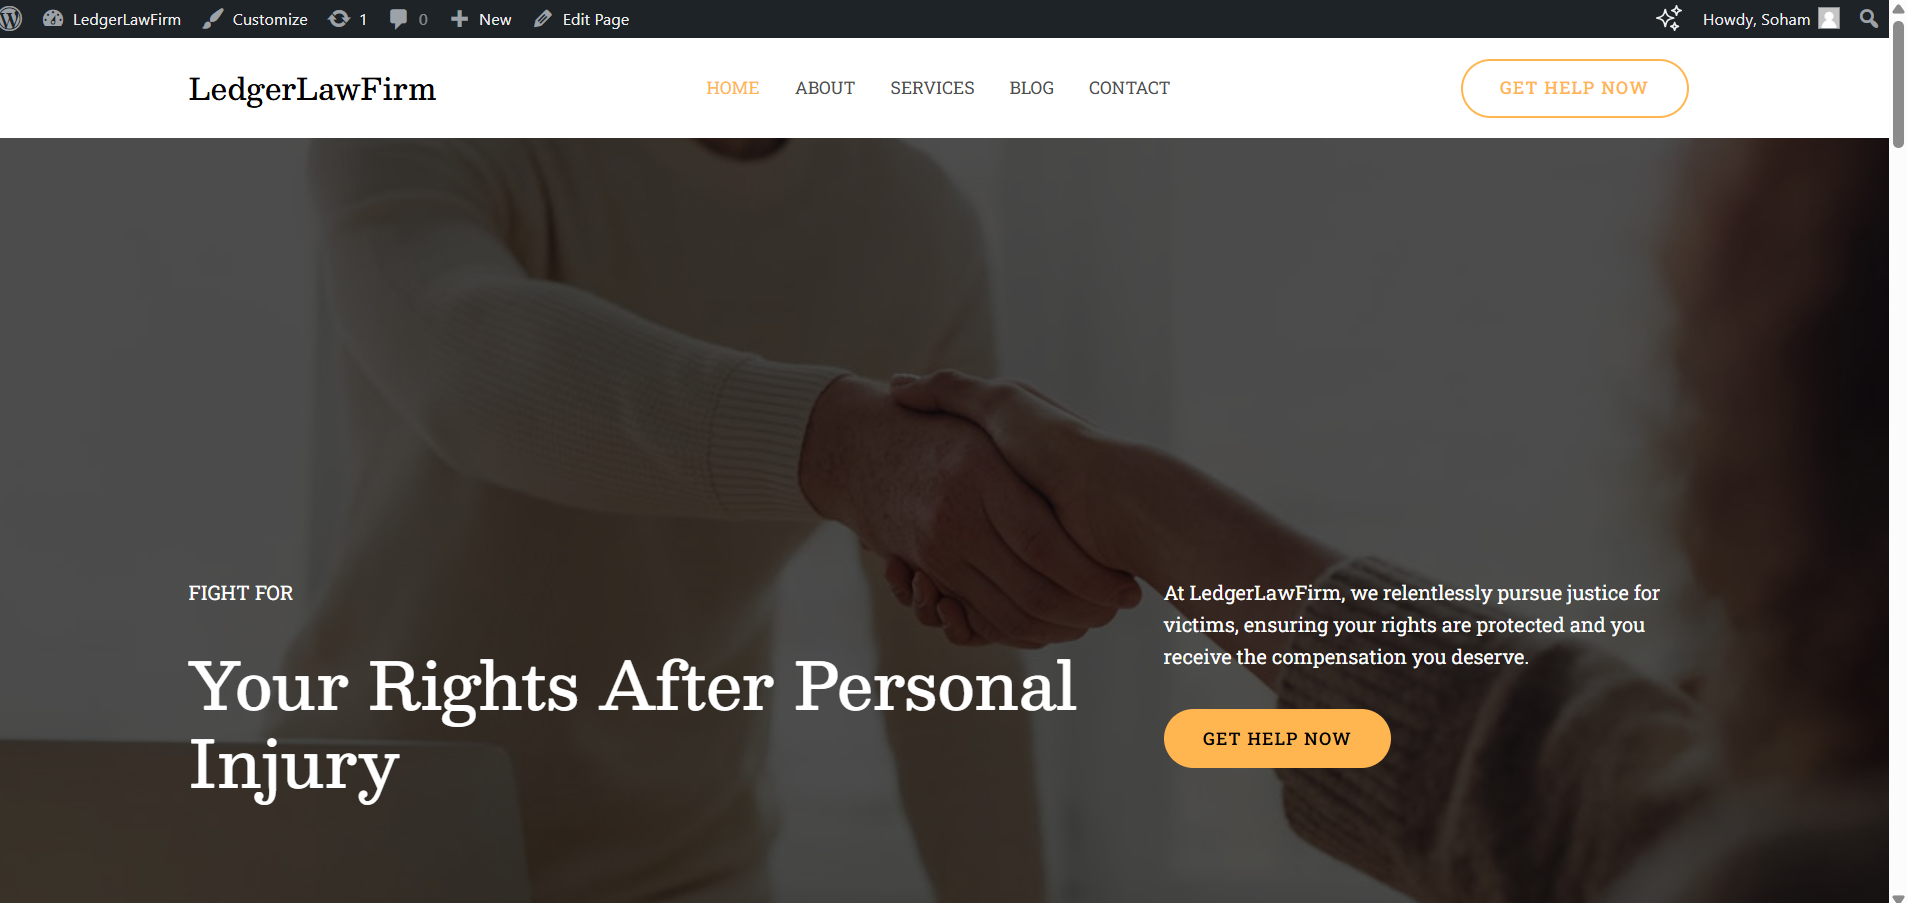 LedgerLawFirm Customize 1 0 New Edit Page Howdy, Soham
LedgerLawFirm HOME ABOUT SERVICES BLOG CONTACT GET HELP NOW
FIGHT FOR
Your Rights After Personal
Injury
At LedgerLawFirm, we relentlessly pursue justice for
victims, ensuring your rights are protected and you
receive the compensation you deserve.
GET HELP NOW